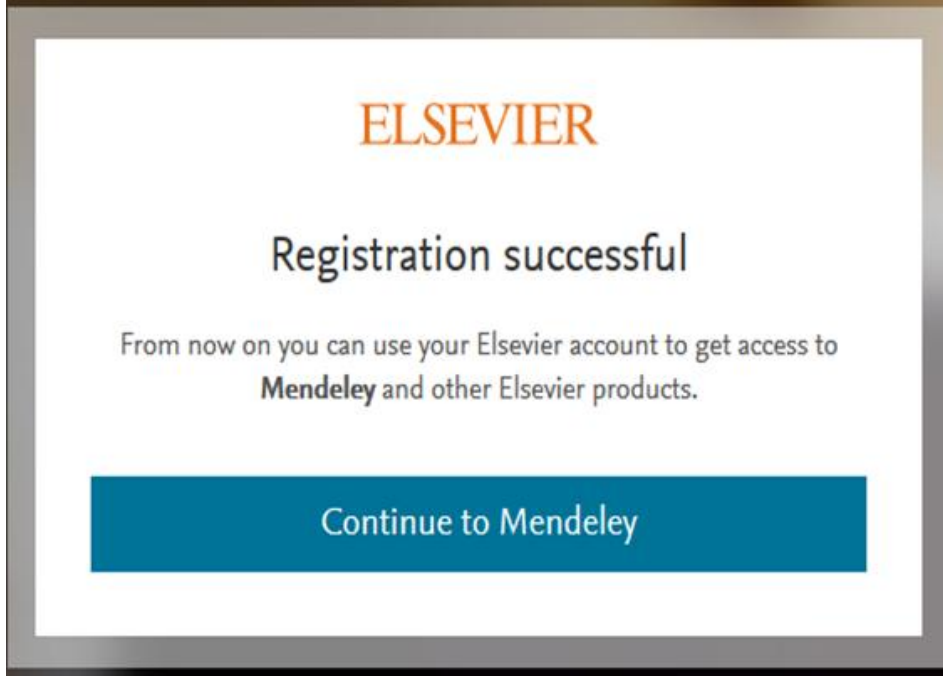 ELSEVIER
Registration successful
From now on you can use your Elsevier account to get access to
Mendeley and other Elsevier products.
Continue to Mendeley